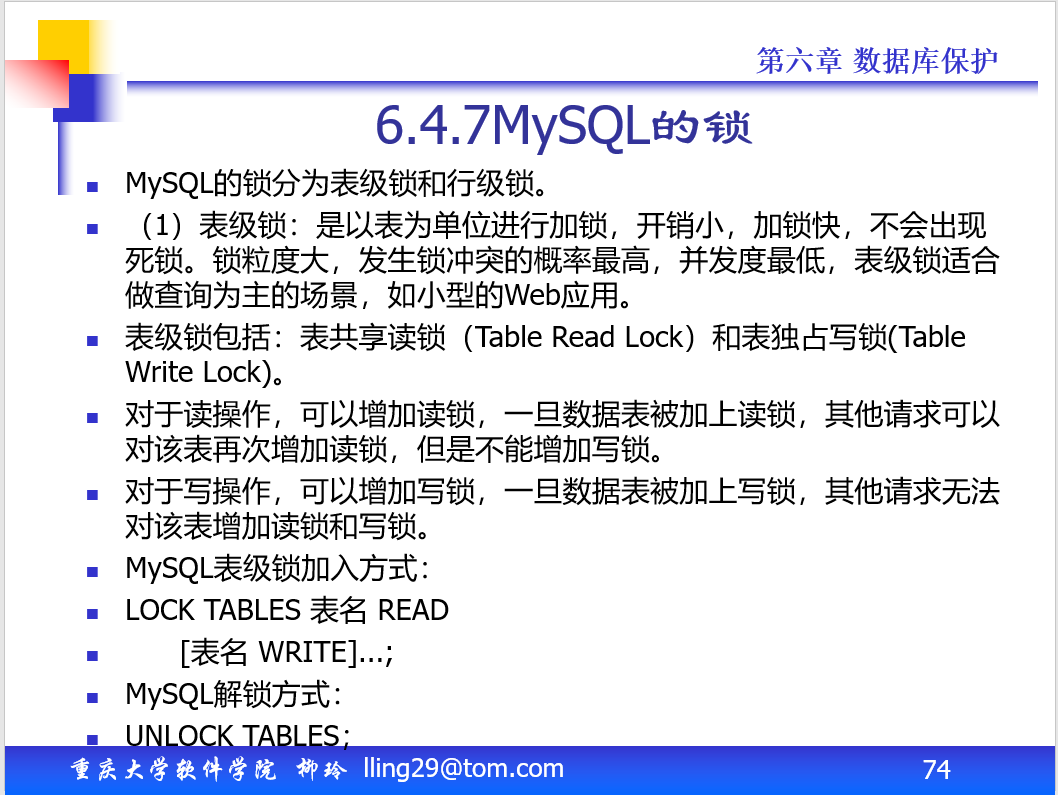 第六章 数据库保护
6.4.7MySQL的锁
MySQL的锁分为表级锁和行级锁。
（1）表级锁：是以表为单位进行加锁，开销小，加锁快，不会出现
死锁。锁粒度大，发生锁冲突的概率最高，并发度最低，表级锁适合
做查询为主的场景，如小型的Web应用。
表级锁包括：表共享读锁（Table Read Lock）和表独占写锁(Table
Write Lock)。
对于读操作，可以增加读锁，一旦数据表被加上读锁，其他请求可以
对该表再次增加读锁，但是不能增加写锁。
对于写操作，可以增加写锁，一旦数据表被加上写锁，其他请求无法
对该表增加读锁和写锁。
MySQL表级锁加入方式：
LOCK TABLES 表名 READ
[表名 WRITE]...;
MySQL解锁方式：
UNLOCK TABLES；
重庆大学软件学院 柳玲 lling29@tom.com
74